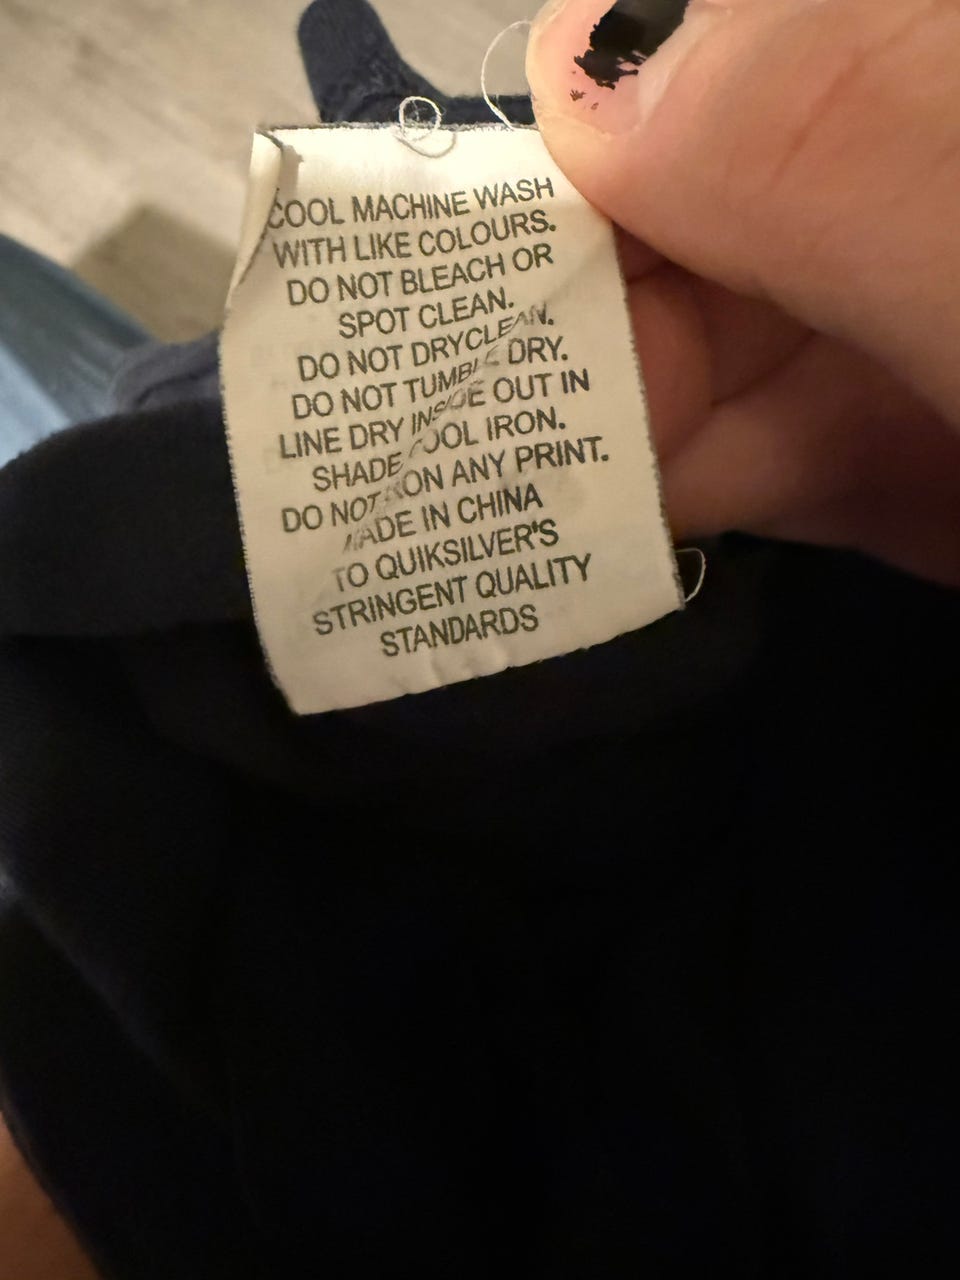 COOL MACHINE WASH
WITH LIKE COLOURS.
DO NOT BLEACH OR
SPOT CLEAN.
DO NOT DRYCLEAN.
DO NOT TUMBLE DRY.
LINE DRY INSIDE OUT IN
SHADE COOL IRON.
DO NOT IRON ANY PRINT.
MADE IN CHINA
TO QUIKSILVER'S
STRINGENT QUALITY
STANDARDS